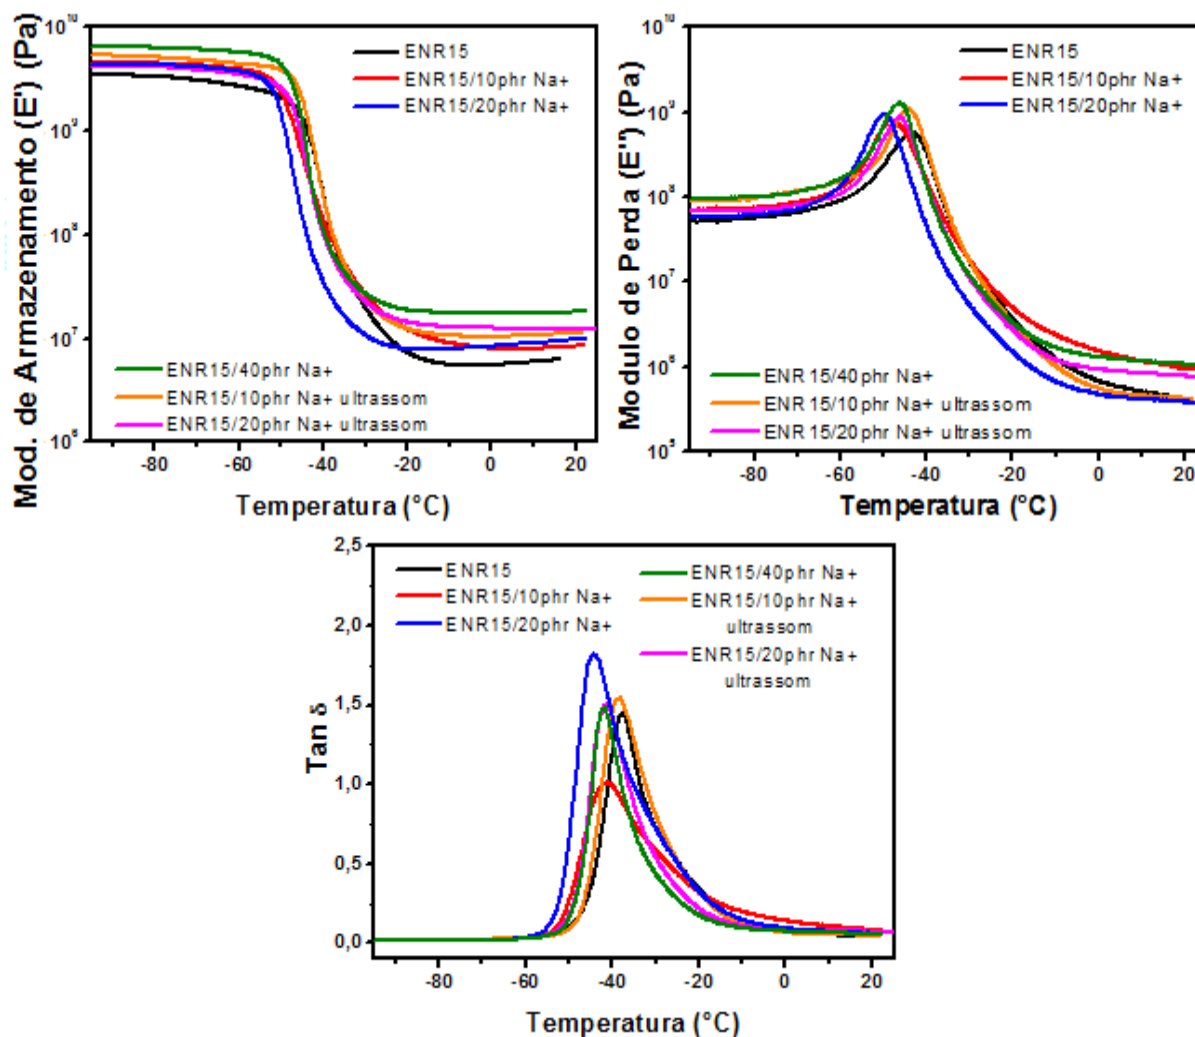 Mod. de Armazenamento (E') (Pa)
10¹⁰
10⁹
10⁸
10⁷
10⁶
ENR15
ENR15/10phr Na+
ENR15/20phr Na+
ENR15/40phr Na+
ENR15/10phr Na+ ultrassom
ENR15/20phr Na+ ultrassom
-80 -60 -40 -20 0 20
Temperatura (°C)
Modulo de Perda (E'') (Pa)
10¹⁰
10⁹
10⁸
10⁷
10⁶
10⁵
ENR15
ENR15/10phr Na+
ENR15/20phr Na+
ENR15/40phr Na+
ENR15/10phr Na+ ultrassom
ENR15/20phr Na+ ultrassom
-80 -60 -40 -20 0 20
Temperatura (°C)
Tan δ
2,5
2,0
1,5
1,0
0,5
0,0
ENR15
ENR15/10phr Na+
ENR15/20phr Na+
ENR15/40phr Na+
ENR15/10phr Na+
ultrassom
ENR15/20phr Na+
ultrassom
-80 -60 -40 -20 0 20
Temperatura (°C)